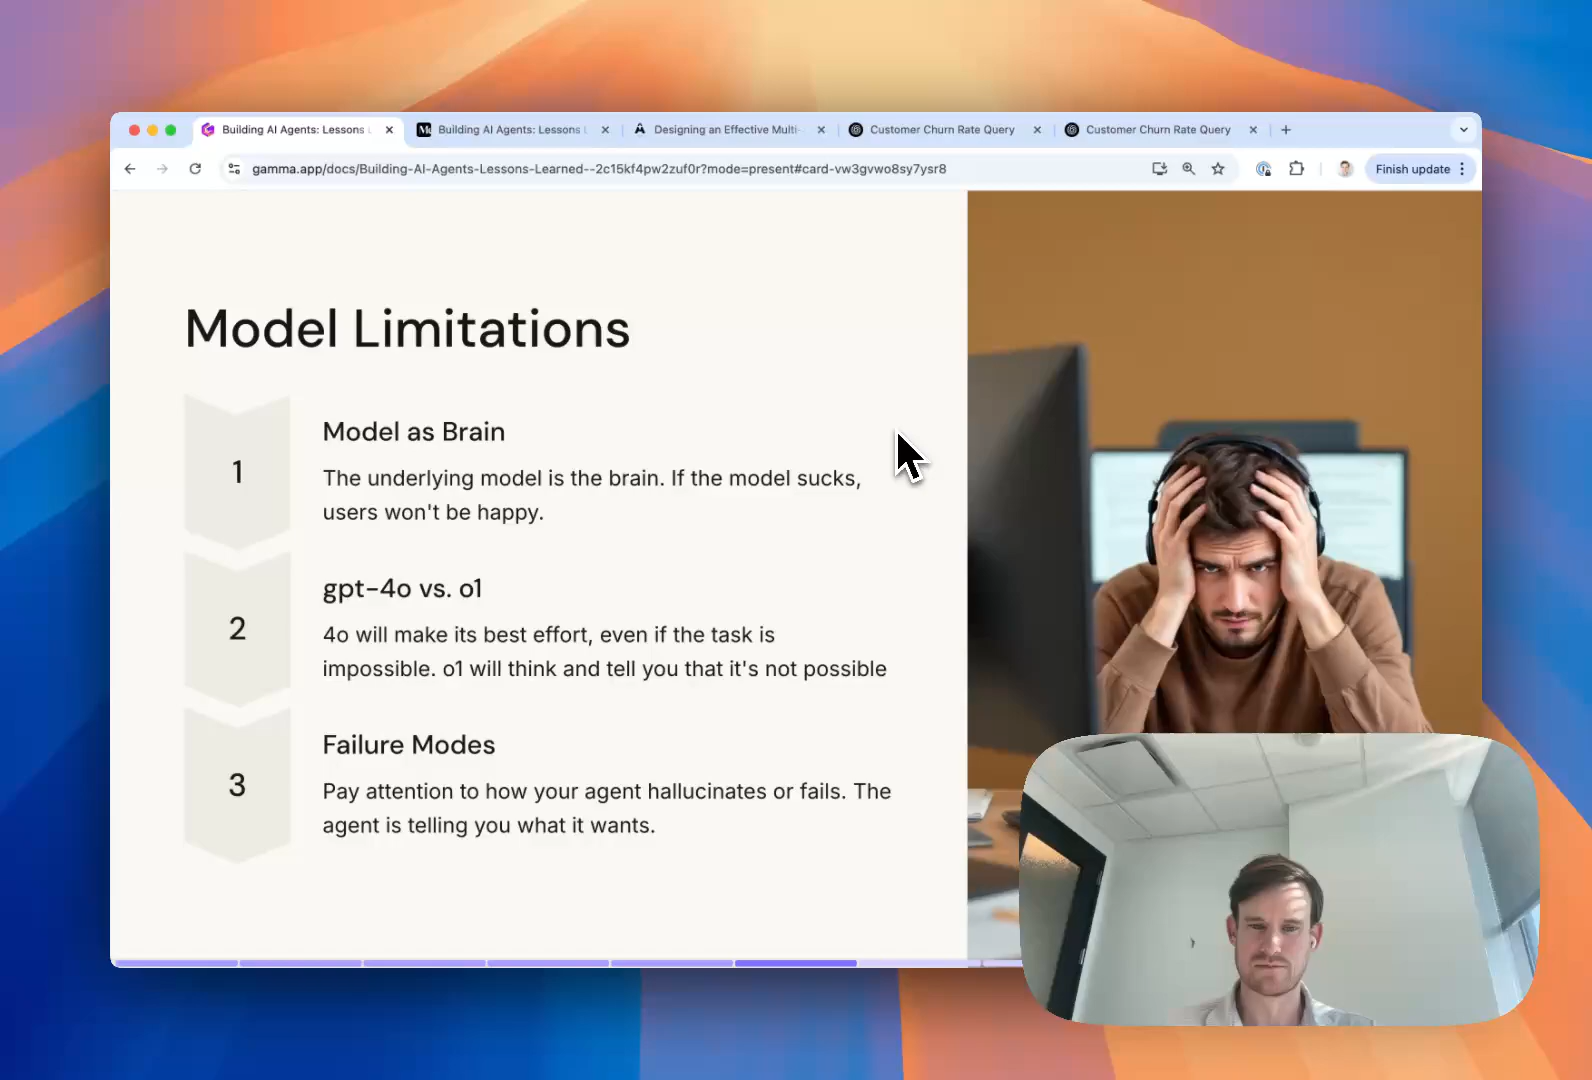 Building AI Agents: Lessons L
Building AI Agents: Lessons L
Designing an Effective Multi-
Customer Churn Rate Query
Customer Churn Rate Query
gamma.app/docs/Building-AI-Agents-Lessons-Learned--2c15kf4pw2zuf0r?mode=present#card-vw3gvwo8sy7ysr8
Finish update
Model Limitations
1
Model as Brain
The underlying model is the brain. If the model sucks,
users won't be happy.
2
gpt-4o vs. o1
4o will make its best effort, even if the task is
impossible. o1 will think and tell you that it's not possible
3
Failure Modes
Pay attention to how your agent hallucinates or fails. The
agent is telling you what it wants.